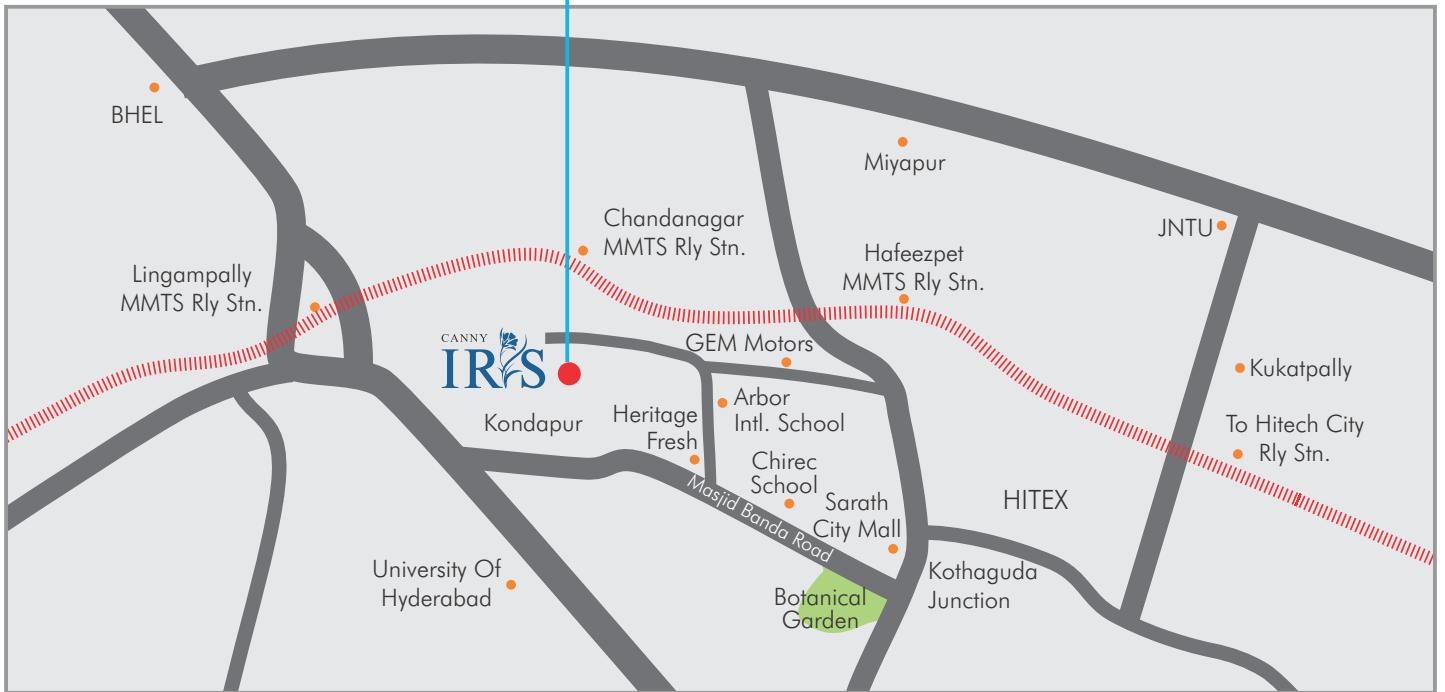 BHEL
Miyapur
Chandanagar
MMTS Rly Stn.
JNTU
Hafeezpet
MMTS Rly Stn.
Lingampally
MMTS Rly Stn.
CANNY
IRIS
GEM Motors
Kukatpally
Arbor
Intl. School
Kondapur
Heritage
Fresh
To Hitech City
Rly Stn.
Chirec
School
Masjid Banda Road
Sarath
City Mall
HITEX
University Of
Hyderabad
Kothaguda
Junction
Botanical
Garden